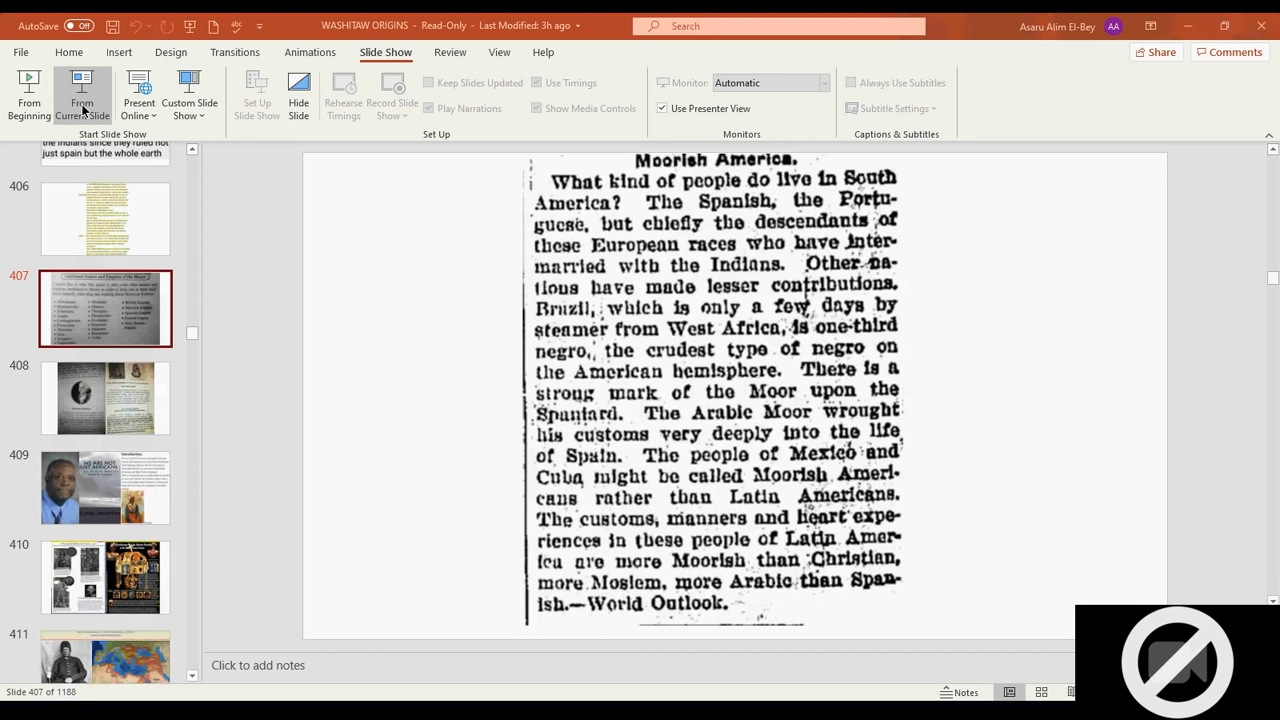 AutoSave
Off
WASHITAW ORIGINS - Read-Only - Last Modified: 3h ago
Search
Asaru Alim El-Bey
AA
File
Home
Insert
Design
Transitions
Animations
Slide Show
Review
View
Help
Share
Comments
From Beginning
From Current Slide
Present Online
Custom Slide Show
Set Up Slide Show
Hide Slide
Rehearse Timings
Record Slide Show
Keep Slides Updated
Play Narrations
Use Timings
Show Media Controls
Monitor:
Automatic
Use Presenter View
Always Use Subtitles
Subtitle Settings
Start Slide Show
Set Up
Monitors
Captions & Subtitles
the Indians since they ruled not
just spain but the whole earth
406
407
408
409
410
411
Moorish America.
What kind of people do live in South
America? The Spanish, the Portu-
guese, but chiefly the descendants of
these European races who have inter-
married with the Indians. Other na-
tions have made lesser contributions.
Brazil, which is only a few days by
steamer from West Africa, is one-third
negro, the crudest type of negro on
the American hemisphere. There is a
strong mark of the Moor upon the
Spaniard. The Arabic Moor wrought
his customs very deeply into the life
of Spain. The people of Mexico and
Cuba might be called Moorish Ameri-
cans rather than Latin Americans.
The customs, manners and heart expe-
riences in these people of Latin Amer-
ica are more Moorish than Christian,
more Moslem, more Arabic than Span-
ish.—World Outlook.
Click to add notes
Slide 407 of 1188
Notes